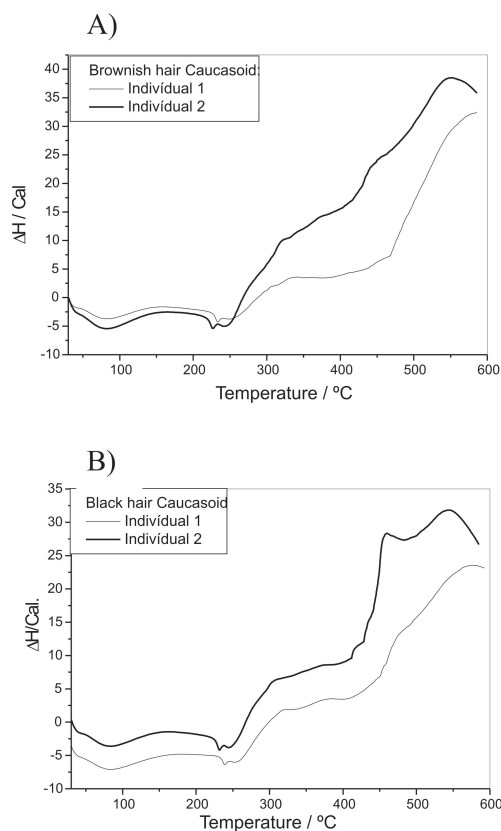 A)
Brownish hair Caucasoid:
Indivídual 1
Indivídual 2
40
35
30
25
20
15
10
5
0
-5
-10
ΔH / Cal
100 200 300 400 500 600
Temperature / ºC
B)
Black hair Caucasoid
Indivídual 1
Indivídual 2
35
30
25
20
15
10
5
0
-5
-10
ΔH/Cal.
100 200 300 400 500 600
Temperature / ºC